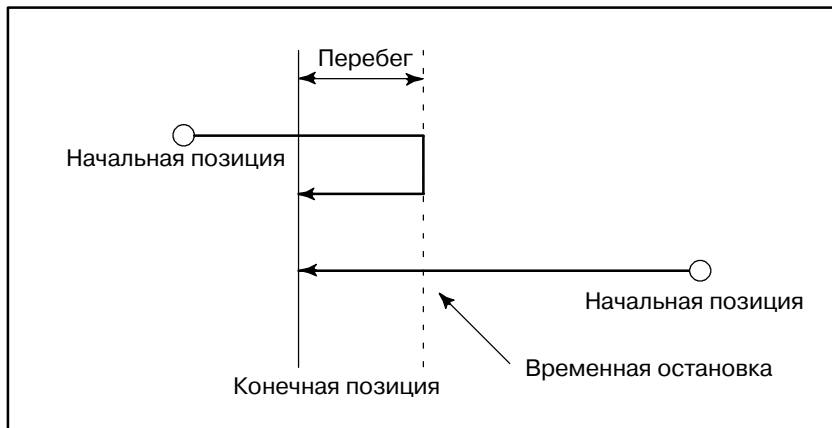 Перебег
Начальная позиция
Начальная позиция
Временная остановка
Конечная позиция